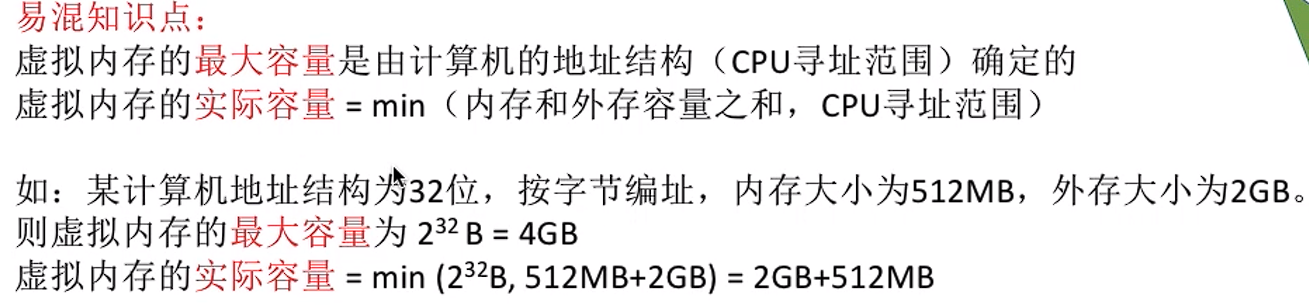 易混知识点：
虚拟内存的最大容量是由计算机的地址结构（CPU寻址范围）确定的
虚拟内存的实际容量 = min（内存和外存容量之和，CPU寻址范围）
如：某计算机地址结构为32位，按字节编址，内存大小为512MB，外存大小为2GB。
则虚拟内存的最大容量为 2³² B = 4GB
虚拟内存的实际容量 = min (2³²B, 512MB+2GB) = 2GB+512MB